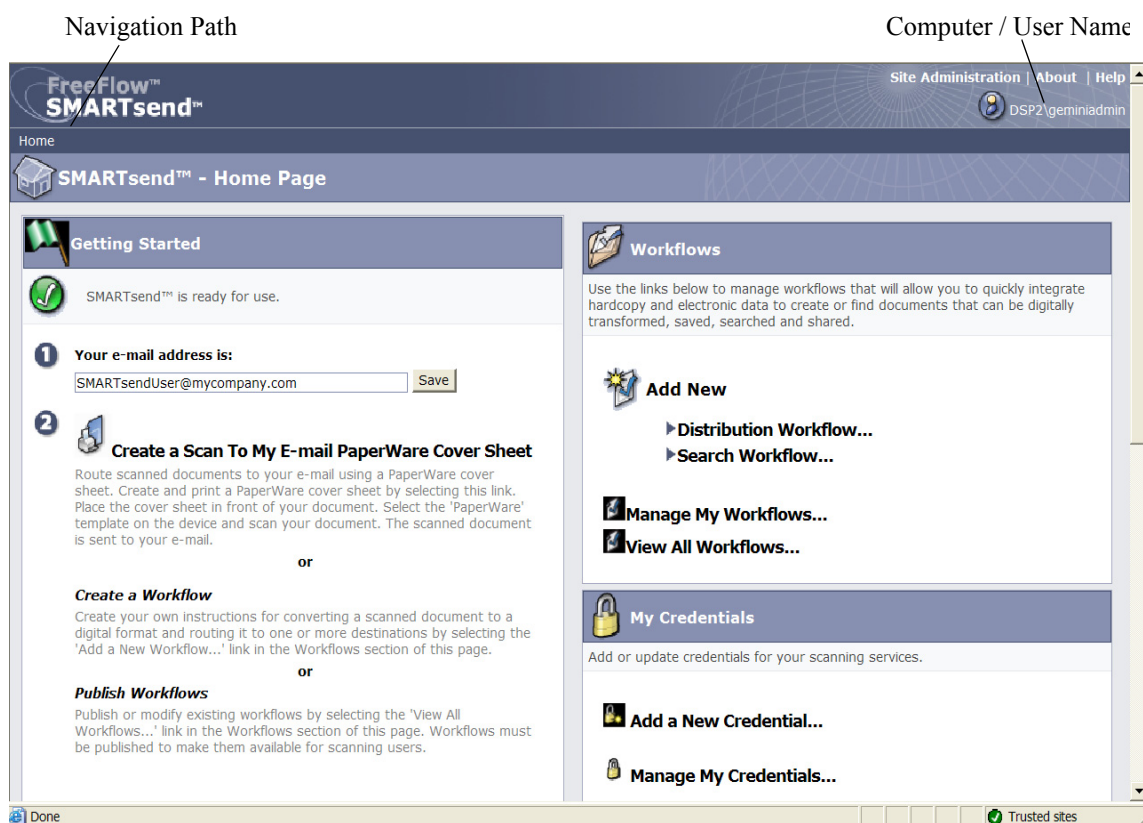 Navigation Path
Computer / User Name
FreeFlow™
SMARTsend™
Site Administration | About | Help
DSP2\geminiadmin
Home
SMARTsend™ - Home Page
Getting Started
SMARTsend™ is ready for use.
1
Your e-mail address is:
SMARTsendUser@mycompany.com
Save
2
Create a Scan To My E-mail PaperWare Cover Sheet
Route scanned documents to your e-mail using a PaperWare cover
sheet. Create and print a PaperWare cover sheet by selecting this link.
Place the cover sheet in front of your document. Select the 'PaperWare'
template on the device and scan your document. The scanned document
is sent to your e-mail.
or
Create a Workflow
Create your own instructions for converting a scanned document to a
digital format and routing it to one or more destinations by selecting the
'Add a New Workflow...' link in the Workflows section of this page.
or
Publish Workflows
Publish or modify existing workflows by selecting the 'View All
Workflows...' link in the Workflows section of this page. Workflows must
be published to make them available for scanning users.
Workflows
Use the links below to manage workflows that will allow you to quickly integrate
hardcopy and electronic data to create or find documents that can be digitally
transformed, saved, searched and shared.
Add New
Distribution Workflow...
Search Workflow...
Manage My Workflows...
View All Workflows...
My Credentials
Add or update credentials for your scanning services.
Add a New Credential...
Manage My Credentials...
Done
Trusted sites